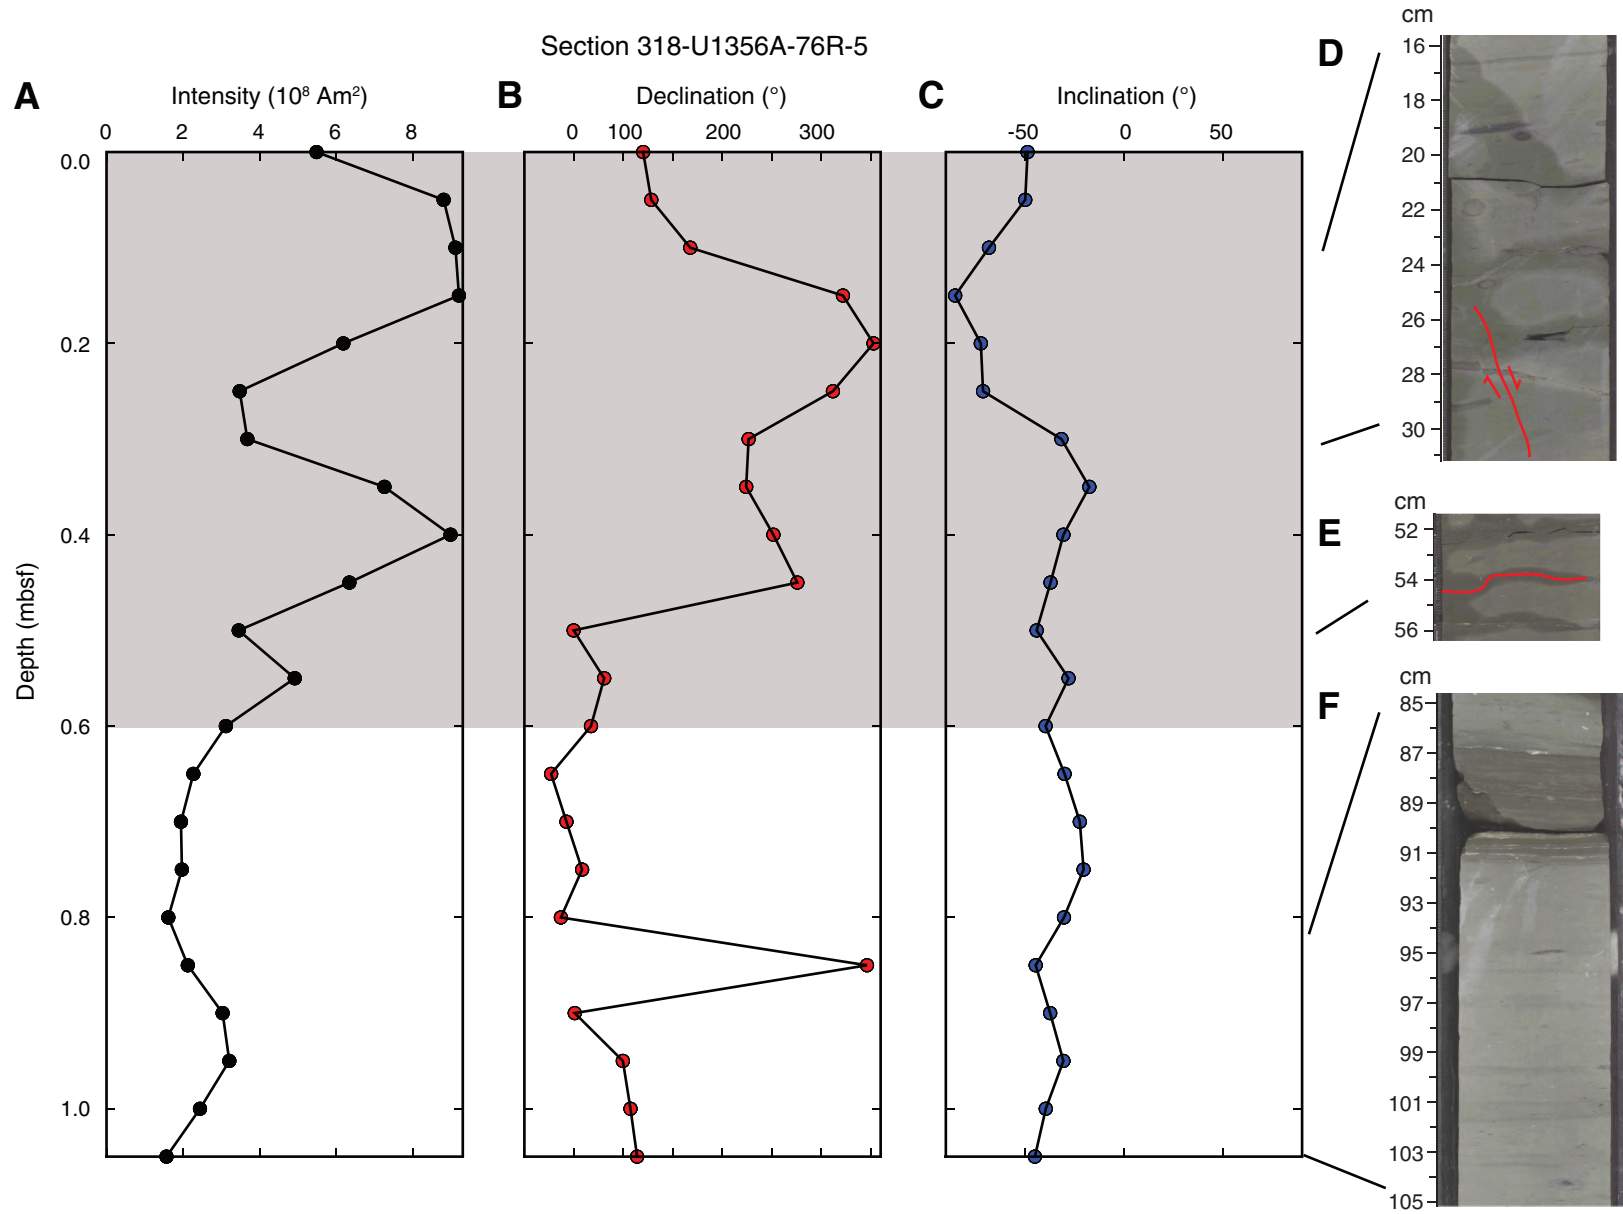 Section 318-U1356A-76R-5
A
Intensity (10⁸ Am²)
0 2 4 6 8
B
Declination (°)
0 100 200 300
C
Inclination (°)
-50 0 50
Depth (mbsf)
0.0
0.2
0.4
0.6
0.8
1.0
D
cm
16
18
20
22
24
26
28
30
E
cm
52
54
56
F
cm
85
87
89
91
93
95
97
99
101
103
105